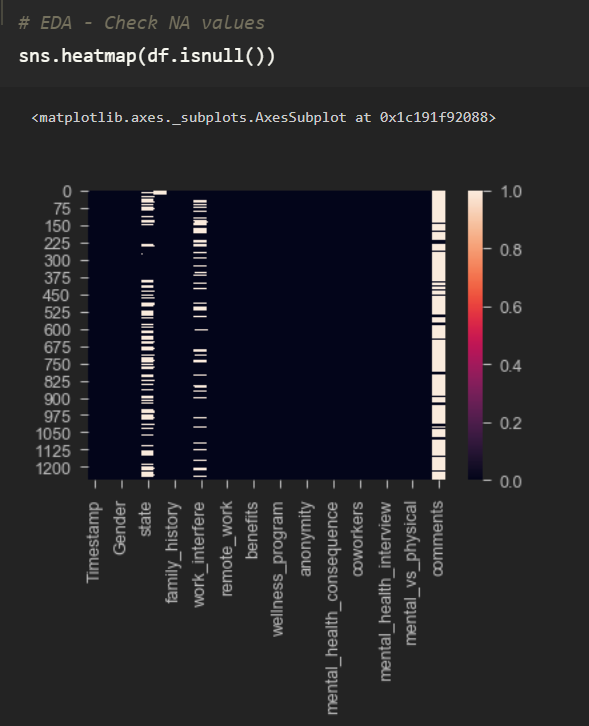 # EDA - Check NA values
sns.heatmap(df.isnull())
<matplotlib.axes._subplots.AxesSubplot at 0x1c191f92088>
0
75
150
225
300
375
450
525
600
675
750
825
900
975
1050
1125
1200
1.0
0.8
0.6
0.4
0.2
0.0
Timestamp
Gender
state
family_history
work_interfere
remote_work
benefits
wellness_program
anonymity
mental_health_consequence
coworkers
mental_health_interview
mental_vs_physical
comments